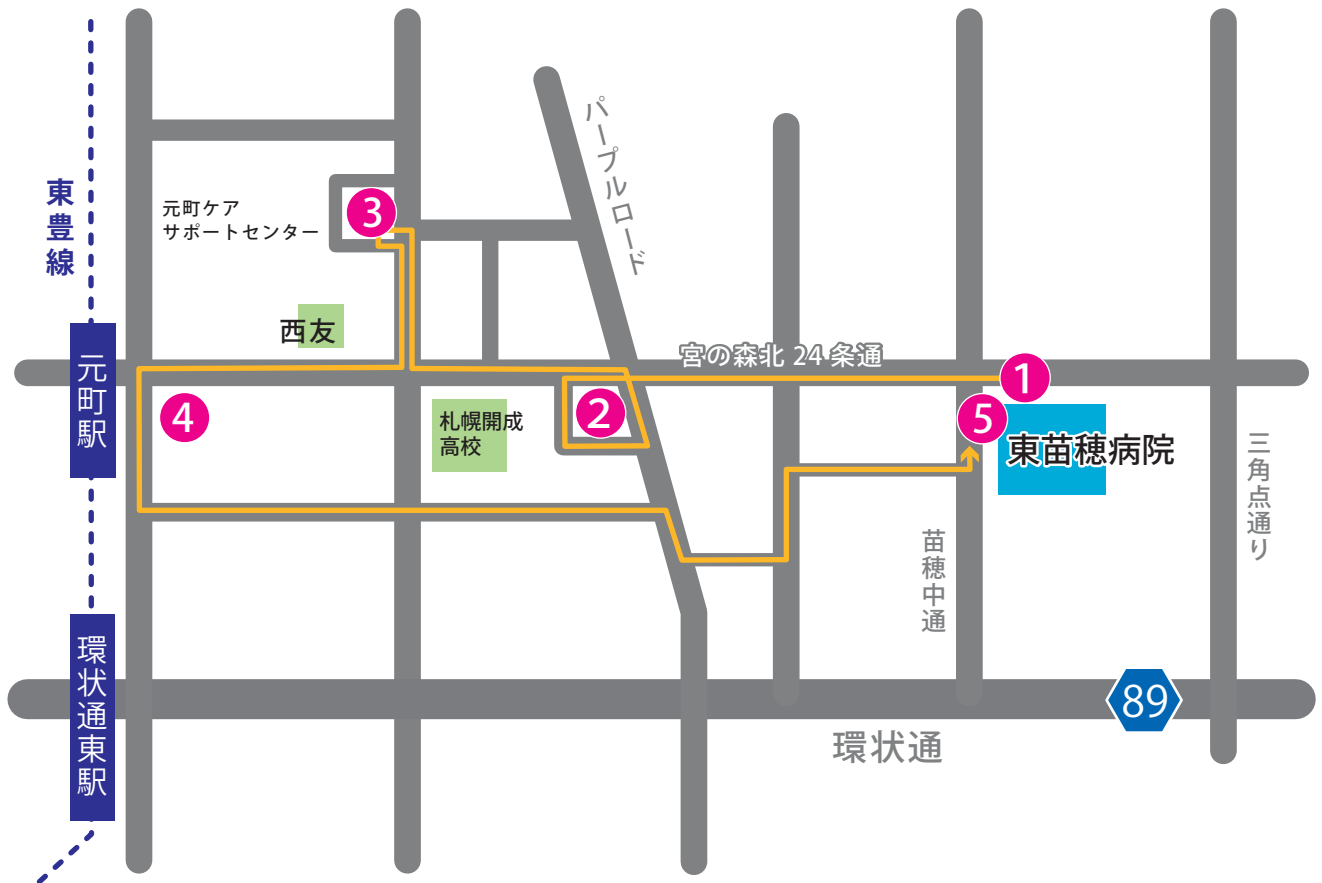 パープルロード
東豊線
元町ケア
サポートセンター
3
西友
元町駅
宮の森北 24 条通
1
4
2
札幌開成
高校
5
東苗穂病院
三角点通り
苗穂中通
環状通東駅
89
環状通